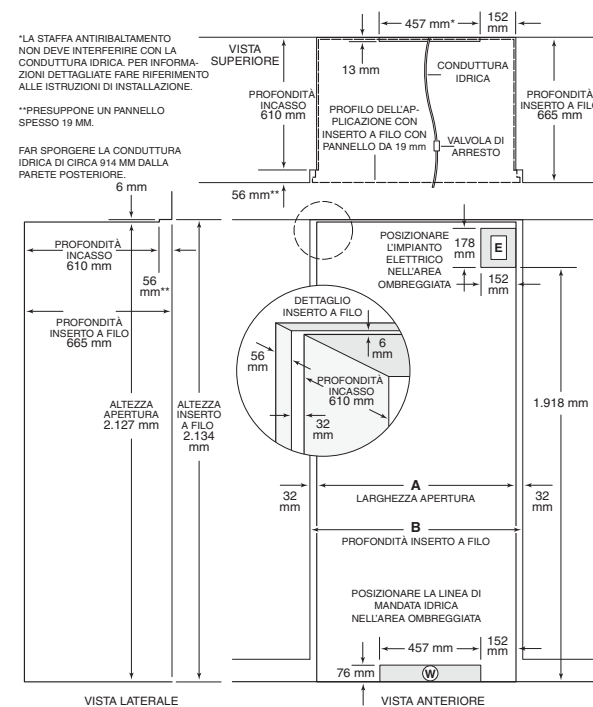 *LA STAFFA ANTIRIBALTAMENTO
NON DEVE INTERFERIRE CON LA
CONDUTTURA IDRICA. PER INFORMA-
ZIONI DETTAGLIATE FARE RIFERIMENTO
ALLE ISTRUZIONI DI INSTALLAZIONE.
**PRESUPPONE UN PANNELLO
SPESSO 19 MM.
FAR SPORGERE LA CONDUTTURA
IDRICA DI CIRCA 914 MM DALLA
PARETE POSTERIORE.
VISTA
SUPERIORE
457 mm*
152
mm
13 mm
CONDUTTURA
IDRICA
PROFONDITÀ
INCASSO
610 mm
PROFILO DELL'AP-
PLICAZIONE CON
INSERTO A FILO CON
PANNELLO DA 19 mm
VALVOLA DI
ARRESTO
PROFONDITÀ
INSERTO A FILO
665 mm
56 mm**
6 mm
PROFONDITÀ
INCASSO
610 mm
56
mm**
PROFONDITÀ
INSERTO A FILO
665 mm
ALTEZZA
APERTURA
2.127 mm
ALTEZZA
INSERTO
A FILO
2.134
mm
VISTA LATERALE
POSIZIONARE
L'IMPIANTO
ELETTRICO
NELL'AREA
OMBREGGIATA
178
mm
E
152
mm
DETTAGLIO
INSERTO A FILO
56
mm
6
mm
PROFONDITÀ
INCASSO
610 mm
32
mm
1.918 mm
32
mm
A
LARGHEZZA APERTURA
32
mm
B
PROFONDITÀ INSERTO A FILO
POSIZIONARE LA LINEA DI
MANDATA IDRICA
NELL'AREA OMBREGGIATA
457 mm
152
mm
76 mm
W
VISTA ANTERIORE